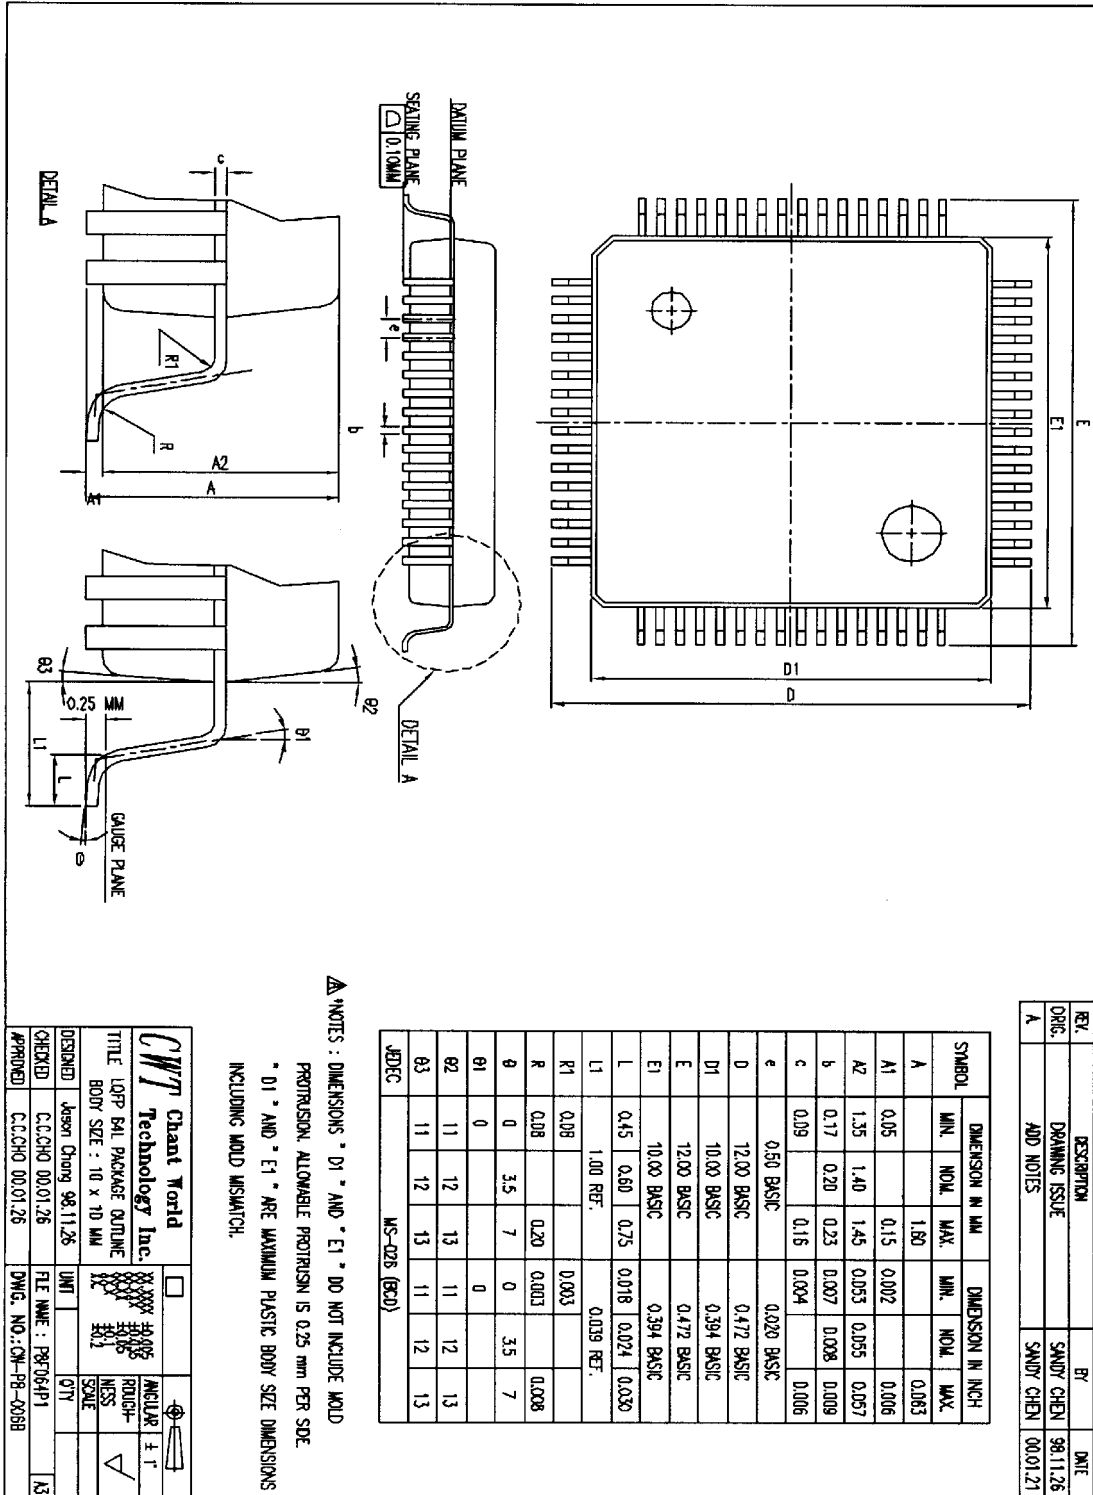 REV. DESCRIPTION BY DATE
ORIG. DRAWING ISSUE SANDY CHEN 98.11.26
A ADD NOTES SANDY CHEN 00.01.21
E
E1
D1
D
DATUM PLANE
SEATING PLANE
0.10MM
e
b
DETAIL A
DETAIL A
c
R1
R
A2
A
A1
θ3
θ2
θ1
0.25 MM
L1
L
GAUGE PLANE
θ
SYMBOL DIMENSION IN MM DIMENSION IN INCH
MIN. NOM. MAX. MIN. NOM. MAX.
A 1.60 0.063
A1 0.05 0.15 0.002 0.006
A2 1.35 1.40 1.45 0.053 0.055 0.057
b 0.17 0.20 0.23 0.007 0.008 0.009
c 0.09 0.16 0.004 0.006
e 0.50 BASIC 0.020 BASIC
D 12.00 BASIC 0.472 BASIC
D1 10.00 BASIC 0.394 BASIC
E 12.00 BASIC 0.472 BASIC
E1 10.00 BASIC 0.394 BASIC
L 0.45 0.60 0.75 0.018 0.024 0.030
L1 1.00 REF. 0.039 REF.
R1 0.08 0.003
R 0.08 0.20 0.003 0.008
θ 0 3.5 7 0 3.5 7
θ1 0 0
θ2 11 12 13 11 12 13
θ3 11 12 13 11 12 13
JEDEC MS-026 (BCD)
A *NOTES : DIMENSIONS " D1 " AND " E1 " DO NOT INCLUDE MOLD
PROTRUSION. ALLOWABLE PROTRUSIN IS 0.25 mm PER SIDE
" D1 " AND " E1 " ARE MAXIMUM PLASTIC BODY SIZE DIMENSIONS
INCLUDING MOLD MISMATCH.
CWT Chant World
Technology Inc.
TITLE LQFP 64L PACKAGE OUTLINE
BODY SIZE : 10 x 10 MM
ANGULAR ± 1°
ROUGH-
NESS
SCALE
DESIGNED Jason Chang 98.11.26 UNIT Q'TY
CHECKED C.C.CHO 00.01.26 FILE NAME : P8F064P1 A3
APPROVED C.C.CHO 00.01.26 DWG. NO.:CW-P8-006B